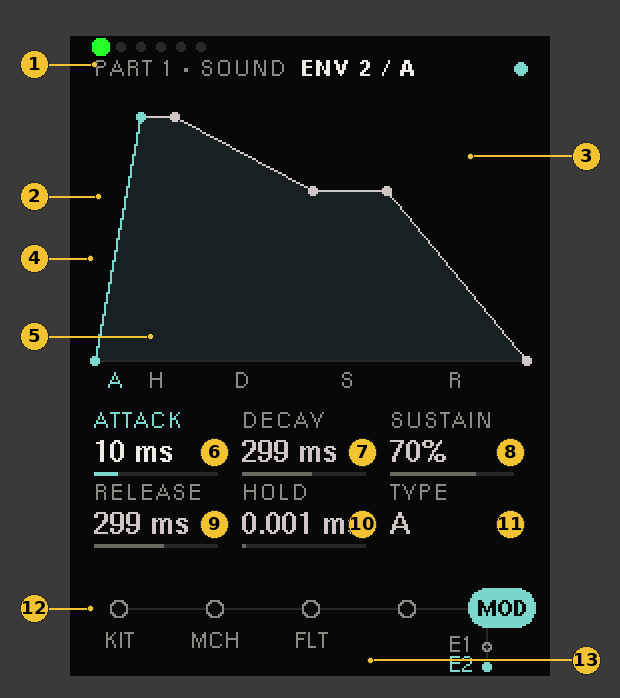 1
PART 1 · SOUND ENV 2 / A
3
2
4
5
A H D S R
ATTACK DECAY SUSTAIN
10 ms 6 299 ms 7 70% 8
RELEASE HOLD TYPE
299 ms 9 0.001 m 10 A 11
12 MOD
KIT MCH FLT E1
E2 13